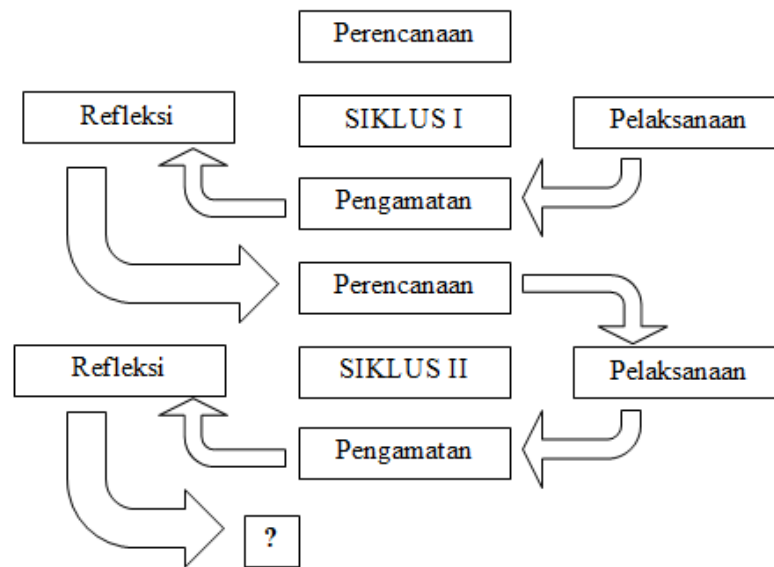 Perencanaan
Refleksi
SIKLUS I
Pelaksanaan
Pengamatan
Perencanaan
Refleksi
SIKLUS II
Pelaksanaan
Pengamatan
?